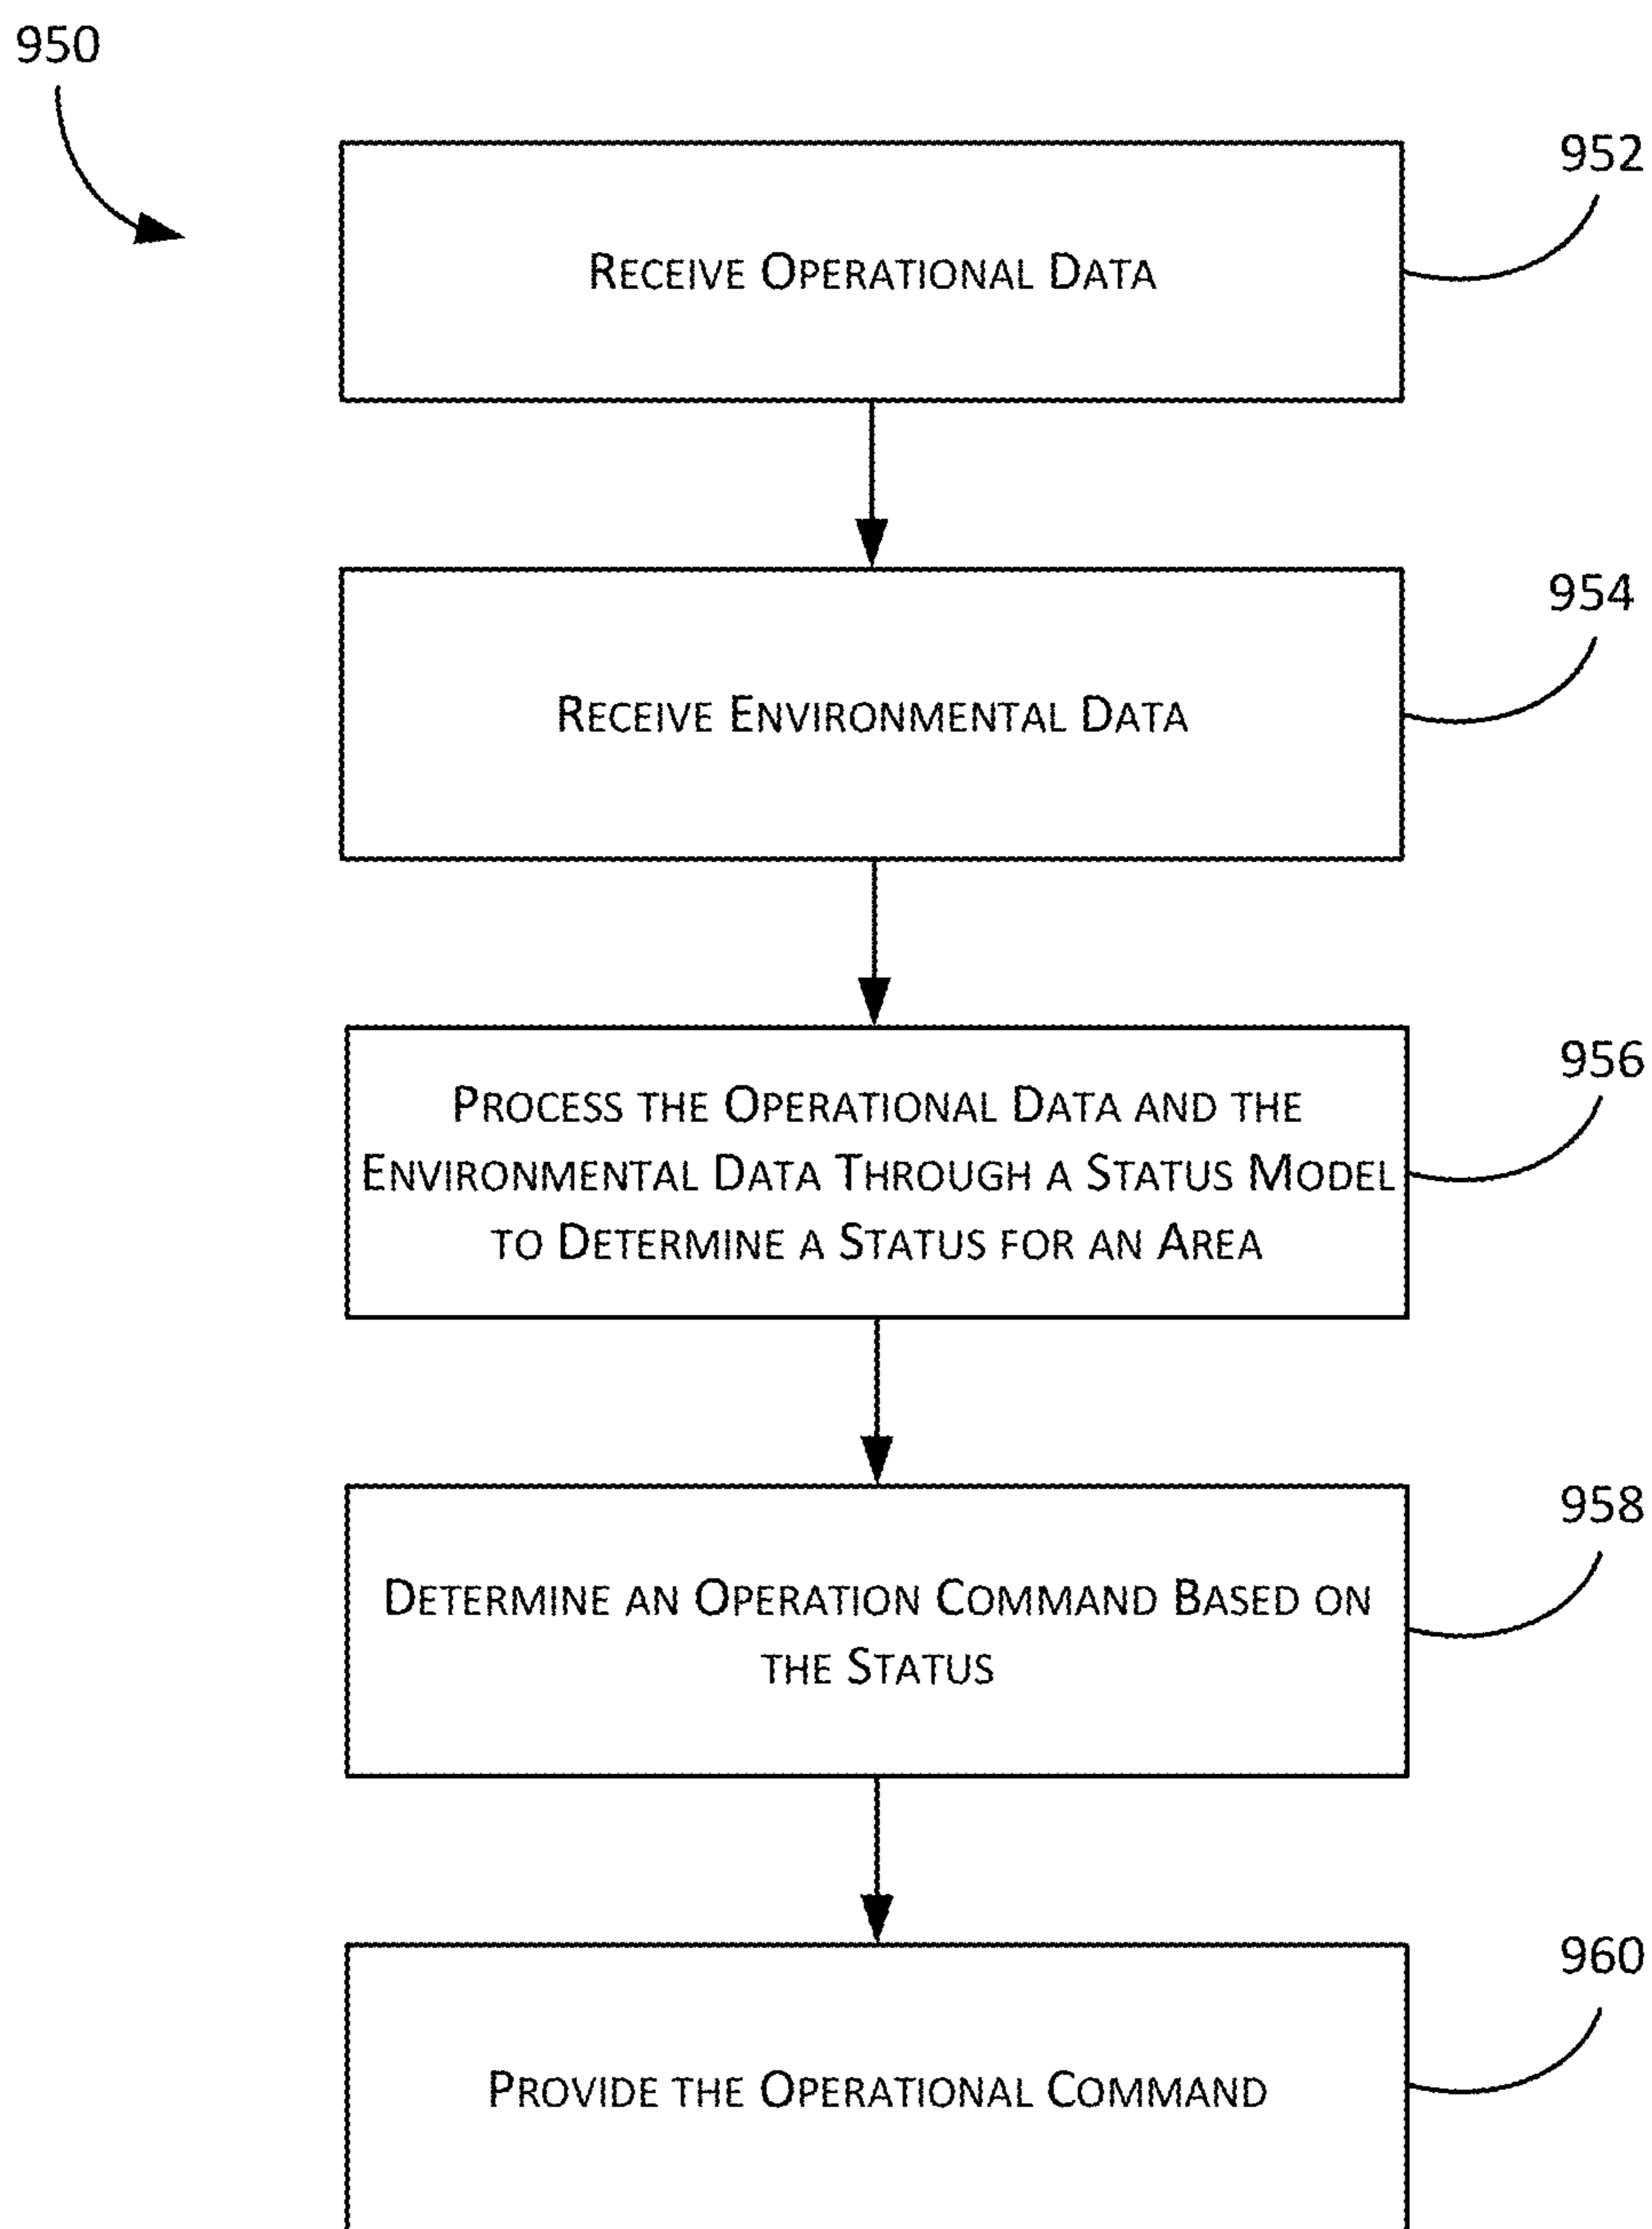 950
952
RECEIVE OPERATIONAL DATA
954
RECEIVE ENVIRONMENTAL DATA
956
PROCESS THE OPERATIONAL DATA AND THE
ENVIRONMENTAL DATA THROUGH A STATUS MODEL
TO DETERMINE A STATUS FOR AN AREA
958
DETERMINE AN OPERATION COMMAND BASED ON
THE STATUS
960
PROVIDE THE OPERATIONAL COMMAND